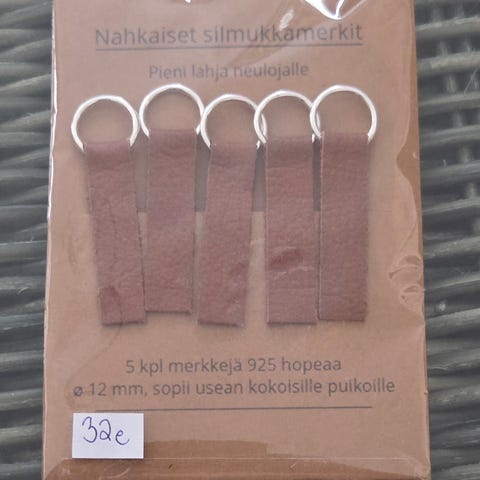 Nahkaiset silmukkamerkit
Pieni lahja neulojalle
5 kpl merkkejä 925 hopeaa
ø 12 mm, sopii usean kokoisille puikoille
32e